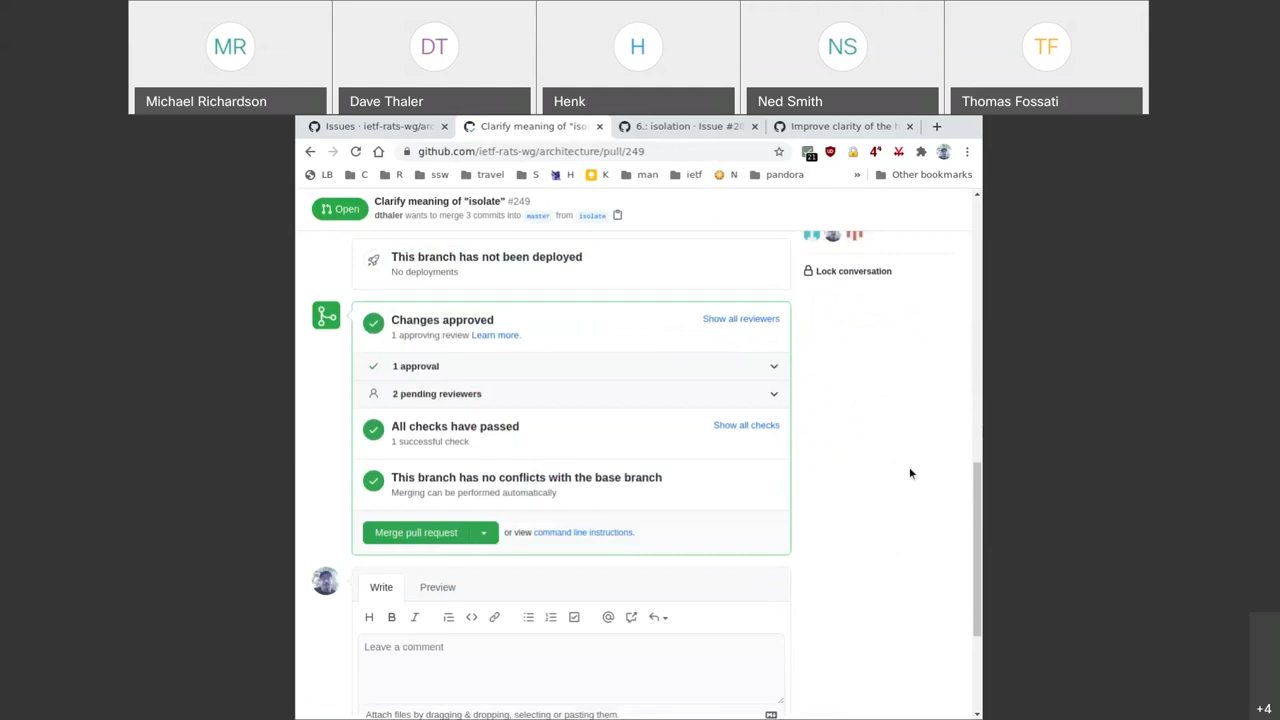 MR
DT
H
NS
TF
Michael Richardson
Dave Thaler
Henk
Ned Smith
Thomas Fossati
Issues · ietf-rats-wg/arc
Clarify meaning of "isol
6.: isolation · Issue #20
Improve clarity of the h
github.com/ietf-rats-wg/architecture/pull/249
21
4⁹
LB
C
R
ssw
travel
S
H
K
man
ietf
N
pandora
»
Other bookmarks
Open
Clarify meaning of "isolate" #249
dthaler wants to merge 3 commits into master from isolate
This branch has not been deployed
No deployments
Lock conversation
Changes approved
Show all reviewers
1 approving review Learn more.
1 approval
2 pending reviewers
All checks have passed
Show all checks
1 successful check
This branch has no conflicts with the base branch
Merging can be performed automatically
Merge pull request
or view command line instructions.
Write
Preview
H B I
Leave a comment
Attach files by dragging & dropping, selecting or pasting them.
+4